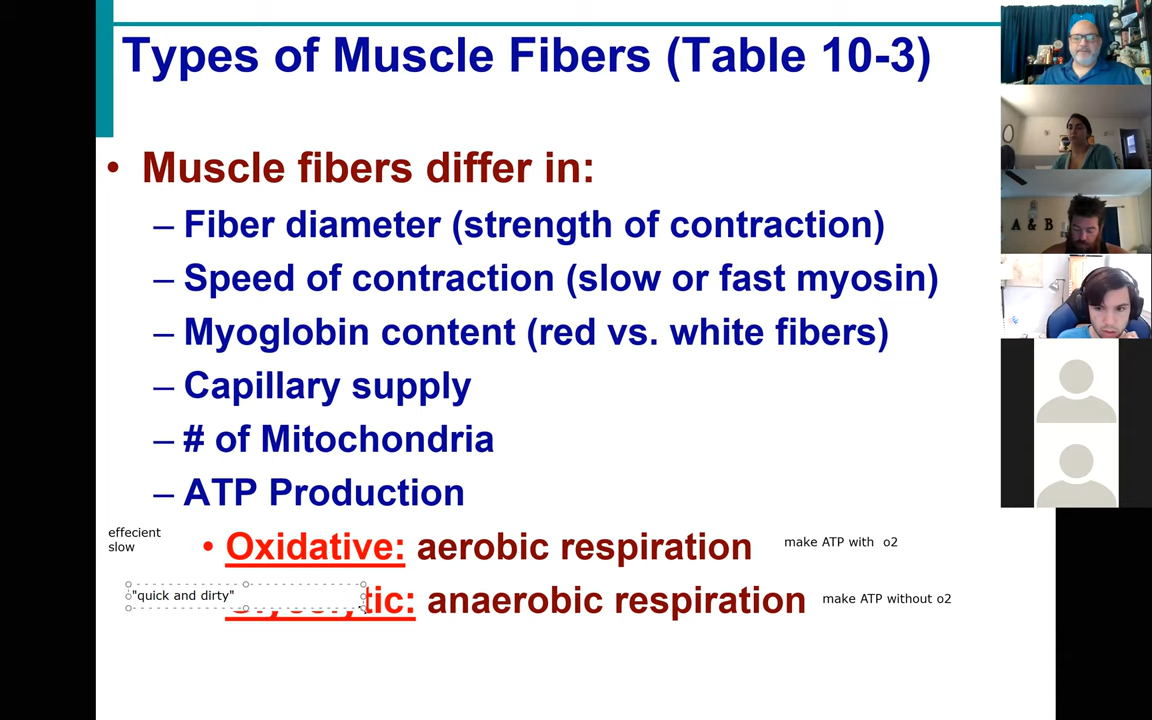 Types of Muscle Fibers (Table 10-3)
• Muscle fibers differ in:
– Fiber diameter (strength of contraction)
– Speed of contraction (slow or fast myosin)
– Myoglobin content (red vs. white fibers)
– Capillary supply
– # of Mitochondria
– ATP Production
effecient
slow
• Oxidative: aerobic respiration
make ATP with o2
"quick and dirty"
tic: anaerobic respiration
make ATP without o2
A & B